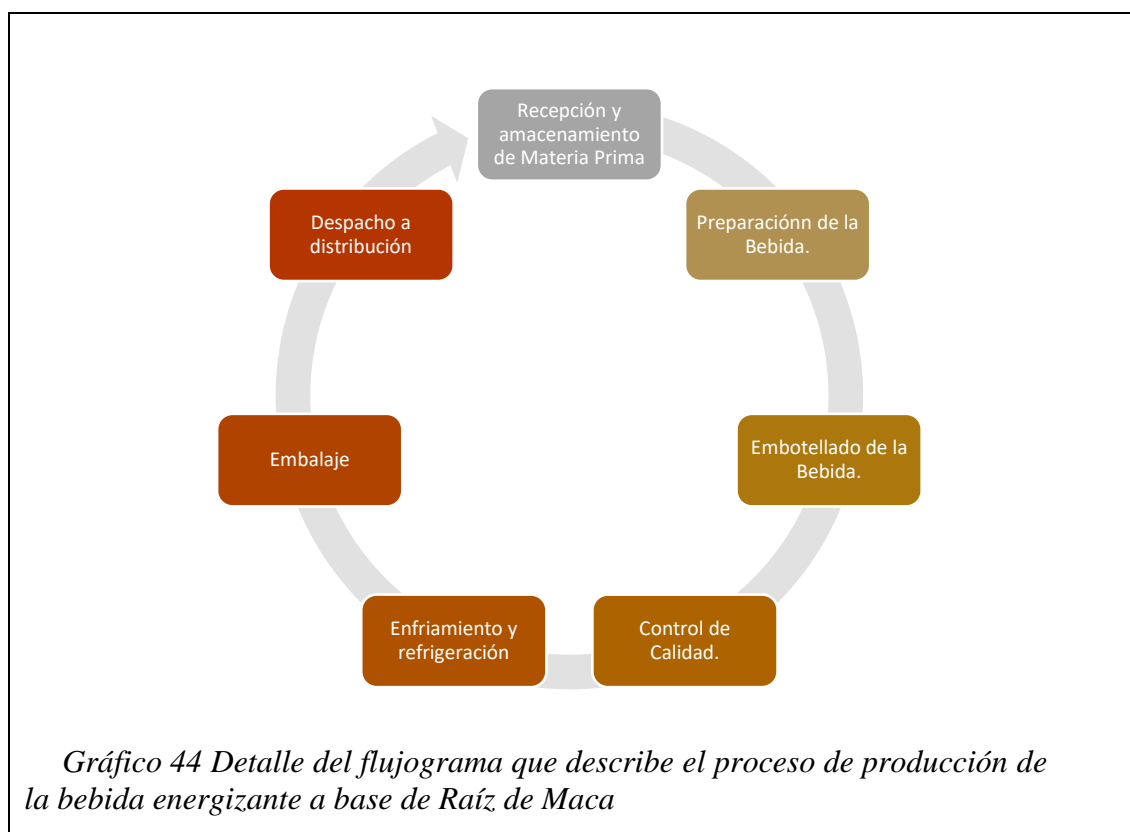 Recepción y
amacenamiento
de Materia Prima
Preparaciónn de la
Bebida.
Embotellado de la
Bebida.
Control de
Calidad.
Enfriamiento y
refrigeración
Embalaje
Despacho a
distribución
Gráfico 44 Detalle del flujograma que describe el proceso de producción de
la bebida energizante a base de Raíz de Maca